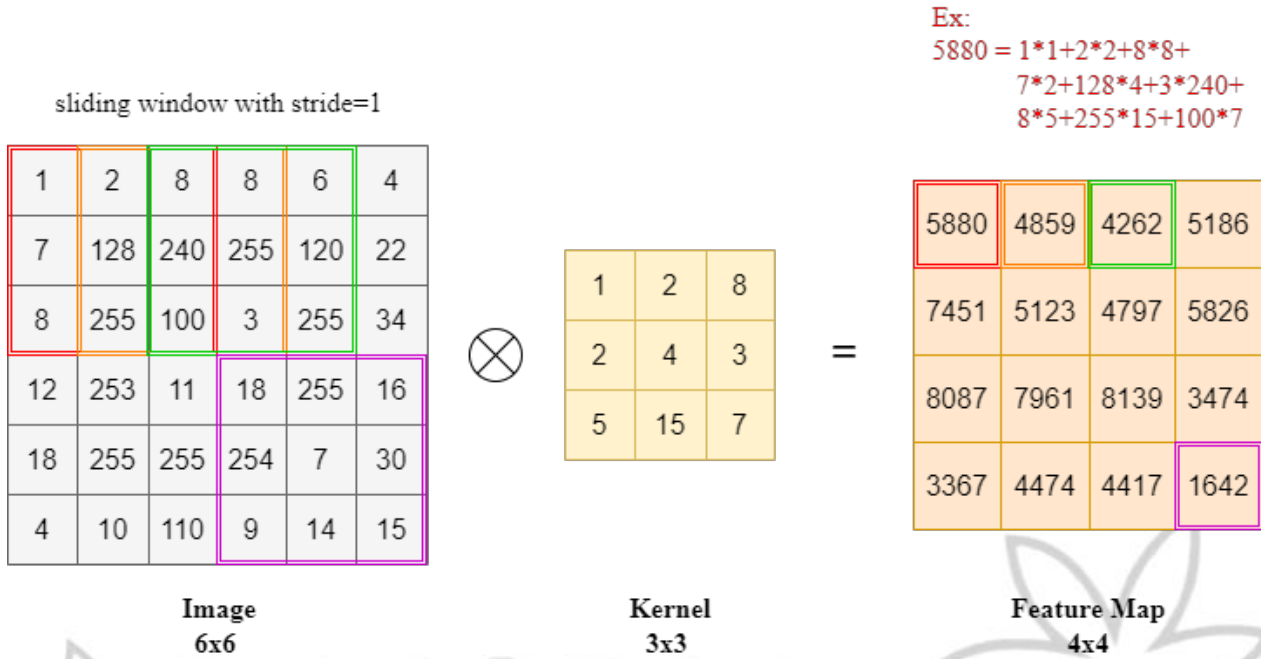 Ex:
5880 = 1*1+2*2+8*8+
7*2+128*4+3*240+
8*5+255*15+100*7
sliding window with stride=1
1 2 8 8 6 4
7 128 240 255 120 22
8 255 100 3 255 34
12 253 11 18 255 16
18 255 255 254 7 30
4 10 110 9 14 15
1 2 8
2 4 3
5 15 7
=
5880 4859 4262 5186
7451 5123 4797 5826
8087 7961 8139 3474
3367 4474 4417 1642
Image
6x6
Kernel
3x3
Feature Map
4x4